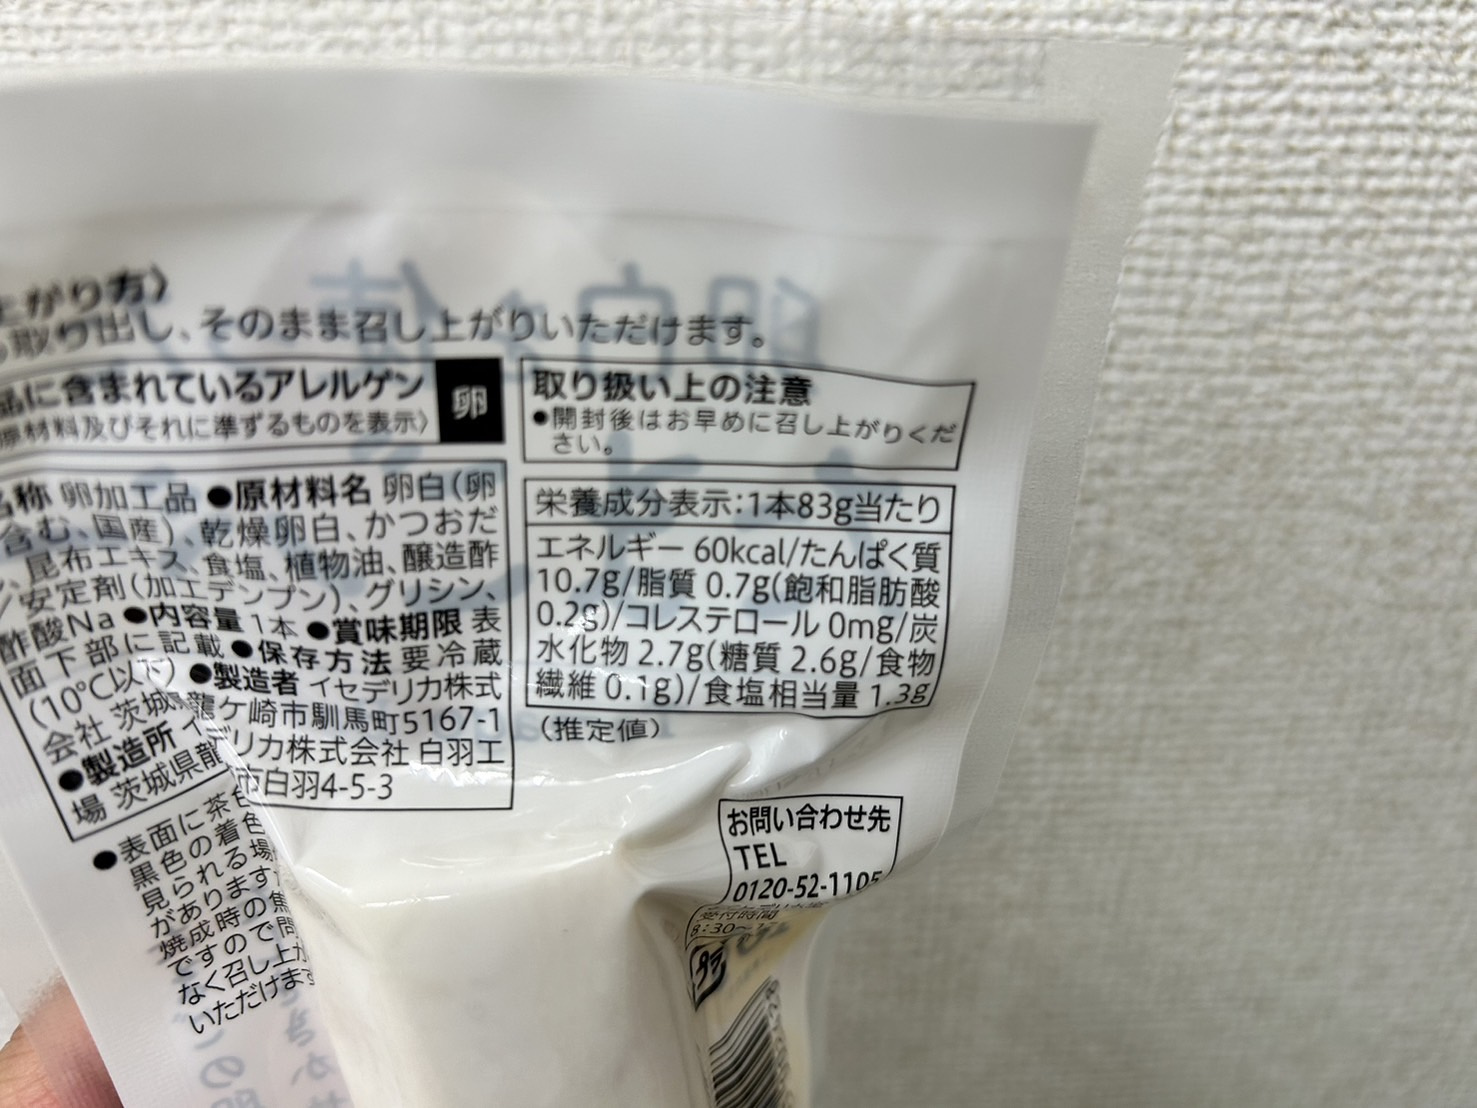 上がり方〉
取り出し、そのまま召し上がりいただけます。
品に含まれているアレルゲン 卵
原材料及びそれに準ずるものを表示〉
取り扱い上の注意
●開封後はお早めに召し上がりくだ
さい。
名称 卵加工品 ●原材料名 卵白(卵
含む、国産)、乾燥卵白、かつおだ
、昆布エキス、食塩、植物油、醸造酢
/安定剤(加工デンプン)、グリシン、
酢酸Na ●内容量 1本 ●賞味期限 表
面下部に記載 ●保存方法 要冷蔵
(10℃以下) ●製造者 イセデリカ株式
会社 茨城県龍ケ崎市馴馬町5167-1
●製造所 イセデリカ株式会社 白羽工
場 茨城県龍 市白羽4-5-3
栄養成分表示:1本83g当たり
エネルギー 60kcal/たんぱく質
10.7g/脂質 0.7g(飽和脂肪酸
0.2g)/コレステロール 0mg/炭
水化物 2.7g(糖質 2.6g/食物
繊維 0.1g)/食塩相当量 1.3g
(推定値)
●表面に茶色
黒色の着色
見られる場
があります
焼成時の焦
ですので問
なく召し上が
いただけます
お問い合わせ先
TEL
0120-52-1105
受付時間
8:30~